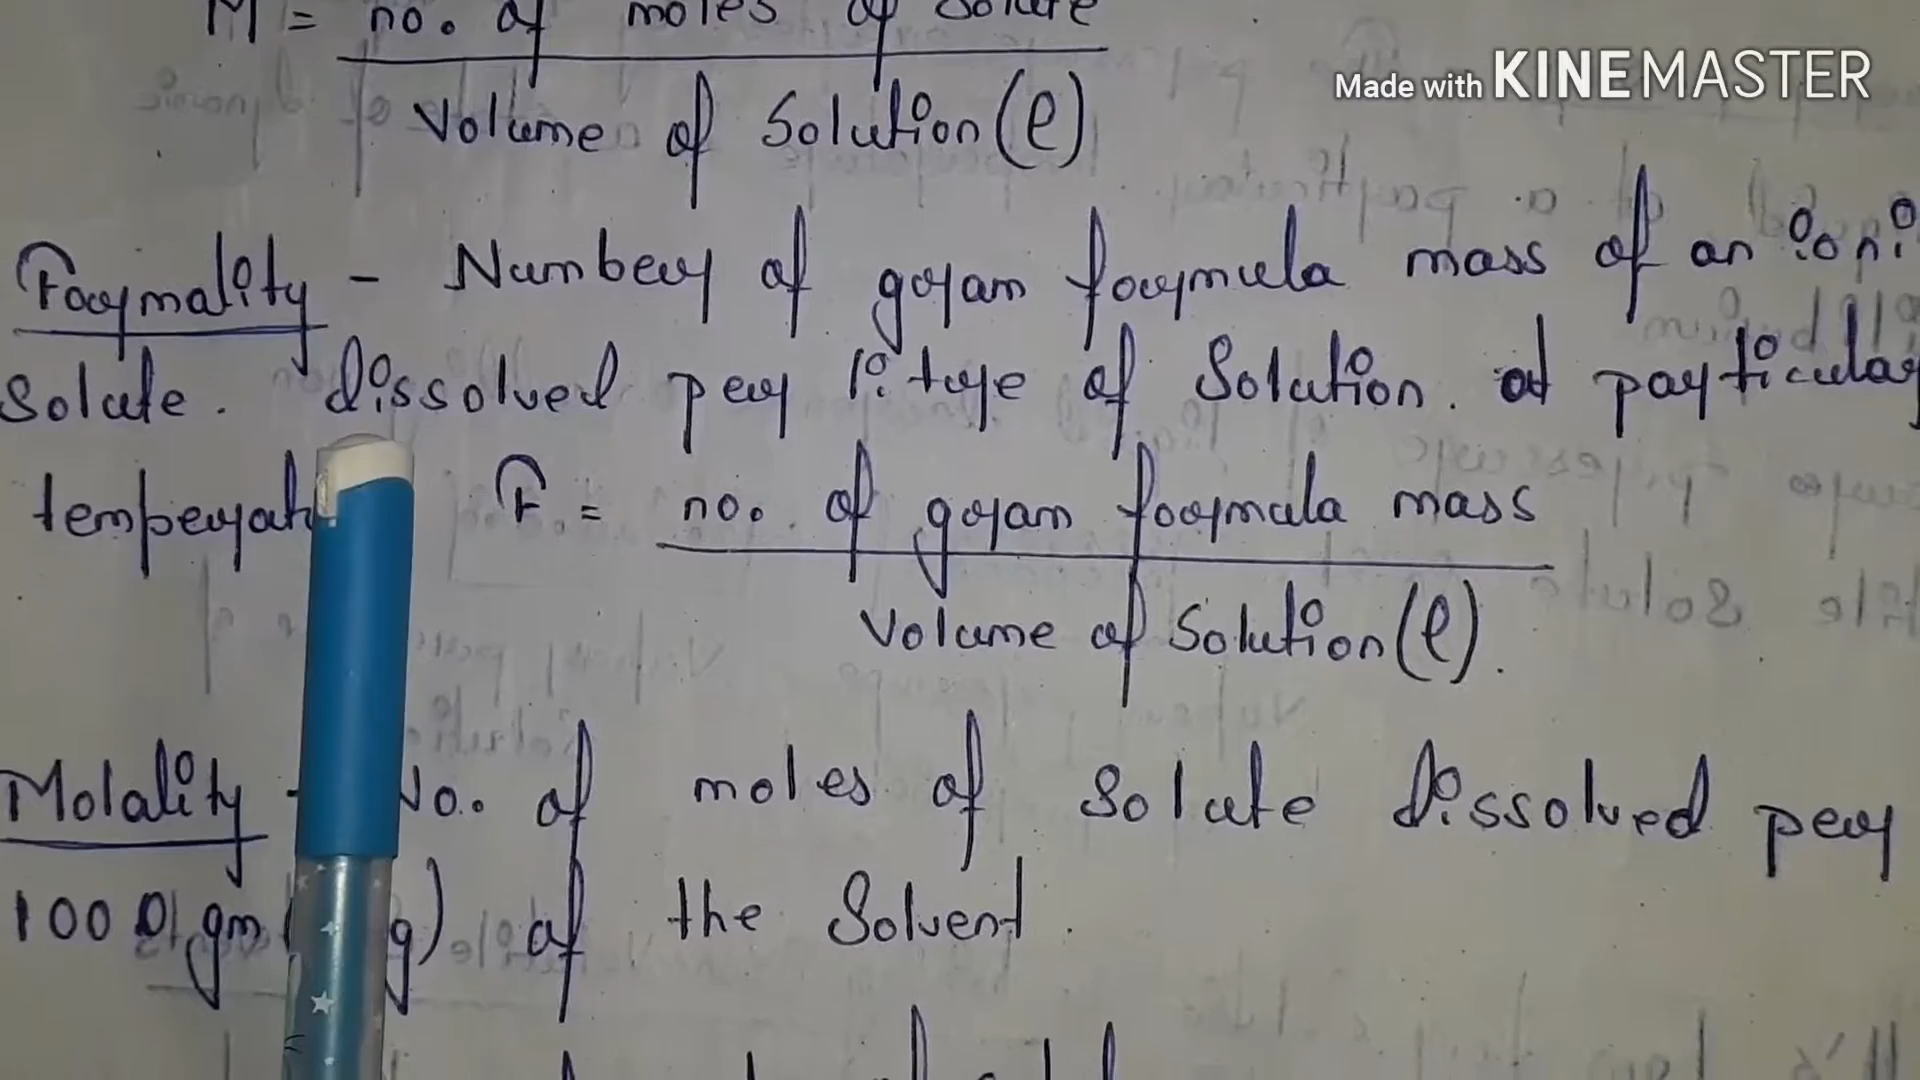 M = no. of moles of solute
Volume of Solution (l)
Made with KINEMASTER
Formality - Number of gram formula mass of an ioni
Solute. dissolved per litre of Solution. at particular
temperat F = no. of gram formula mass
Volume of Solution (l).
Molality - No. of moles of Solute dissolved per
1000 gm ( g) of the Solvent.